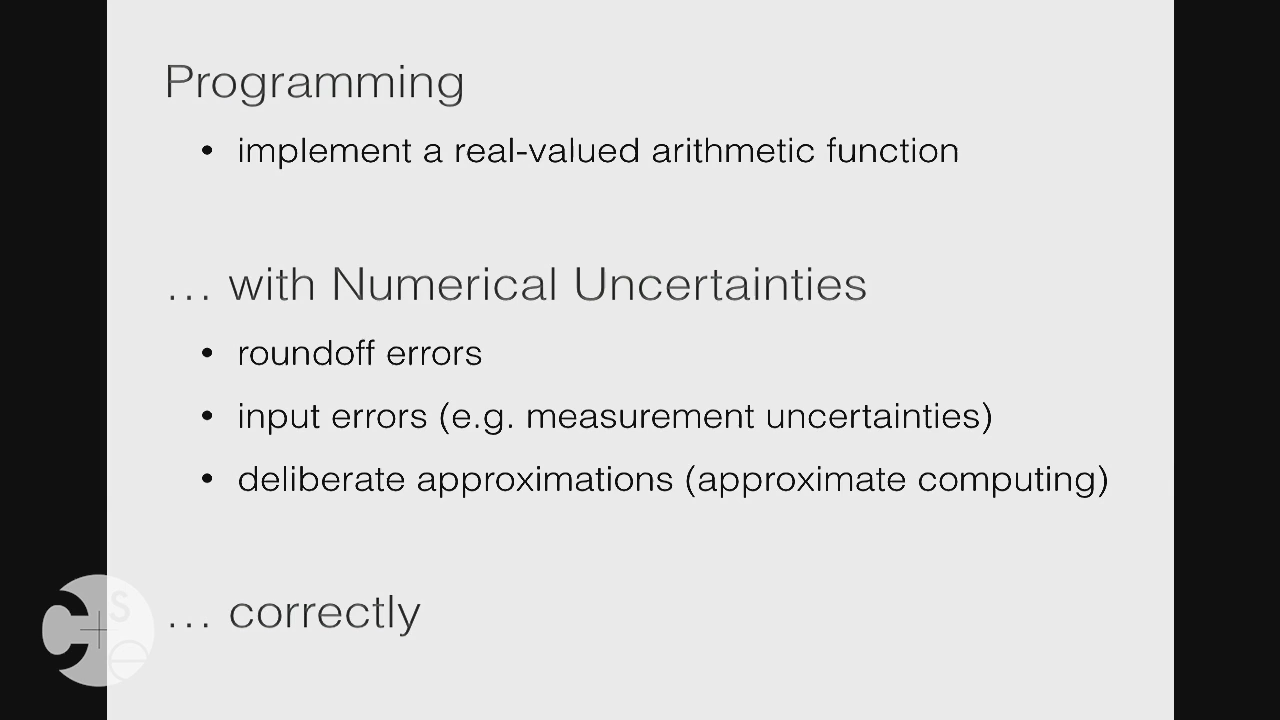 Programming
• implement a real-valued arithmetic function
… with Numerical Uncertainties
• roundoff errors
• input errors (e.g. measurement uncertainties)
• deliberate approximations (approximate computing)
… correctly
C+se